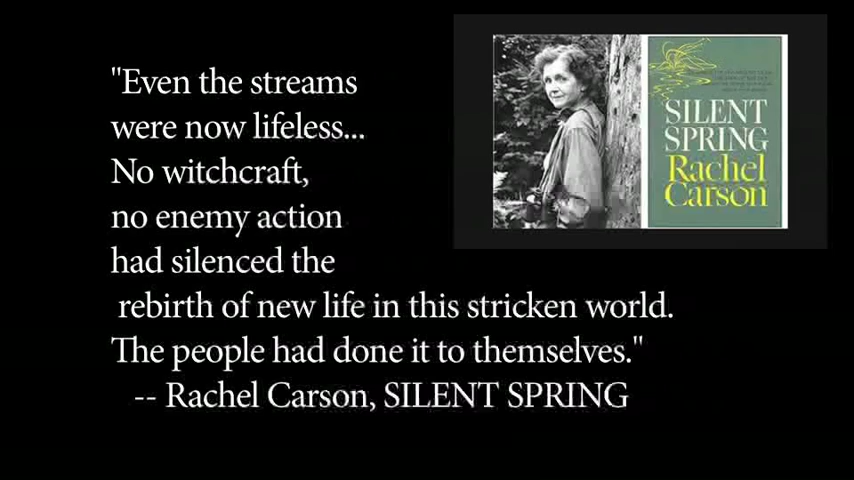 "Even the streams
were now lifeless...
No witchcraft,
no enemy action
had silenced the
rebirth of new life in this stricken world.
The people had done it to themselves."
-- Rachel Carson, SILENT SPRING
SILENT
SPRING
Rachel
Carson